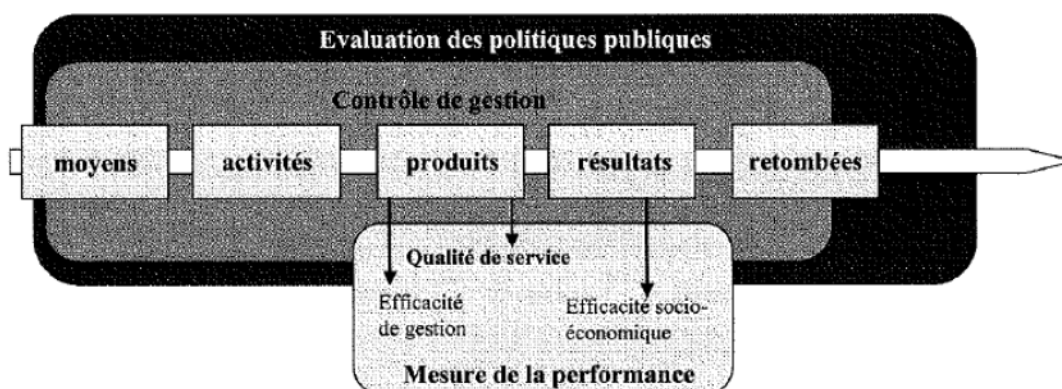 Evaluation des politiques publiques
Contrôle de gestion
moyens
activités
produits
résultats
retombées
Qualité de service
Efficacité
de gestion
Efficacité socio-
économique
Mesure de la performance